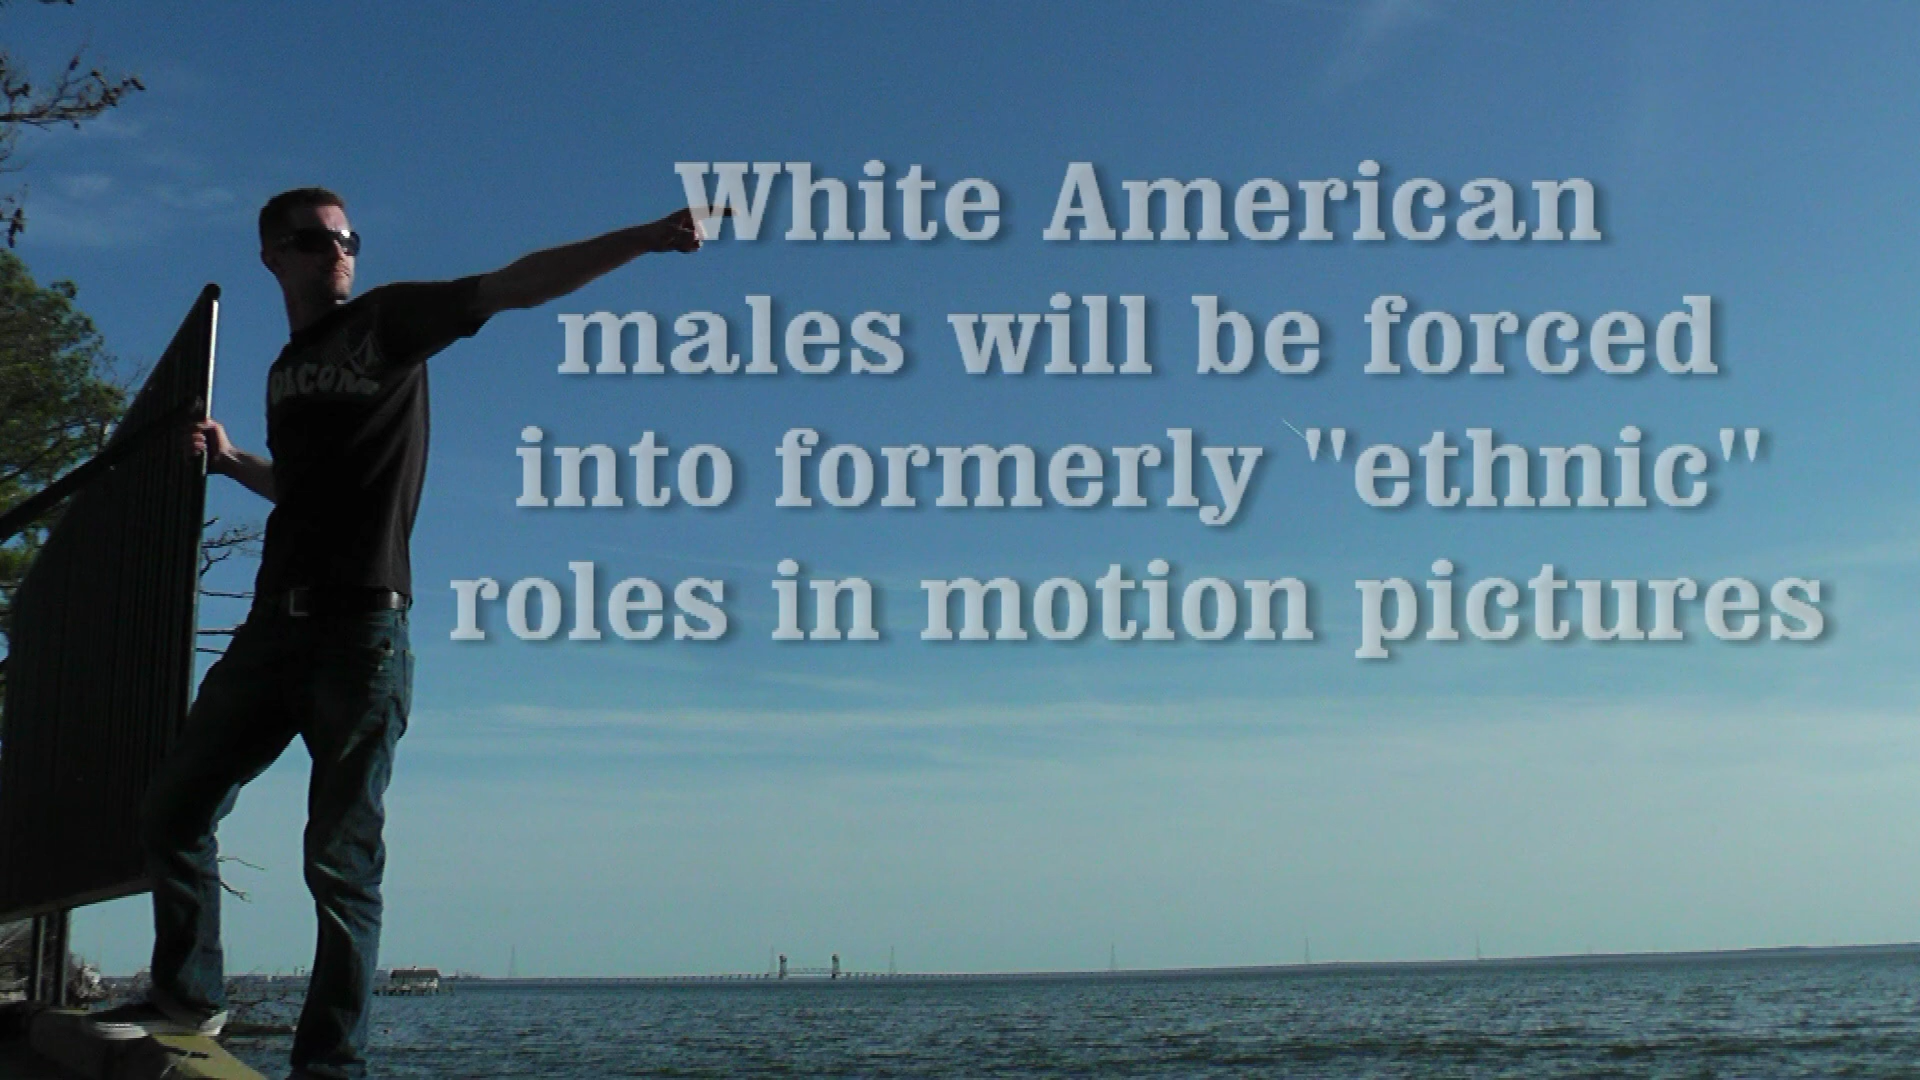 White American
males will be forced
into formerly "ethnic"
roles in motion pictures